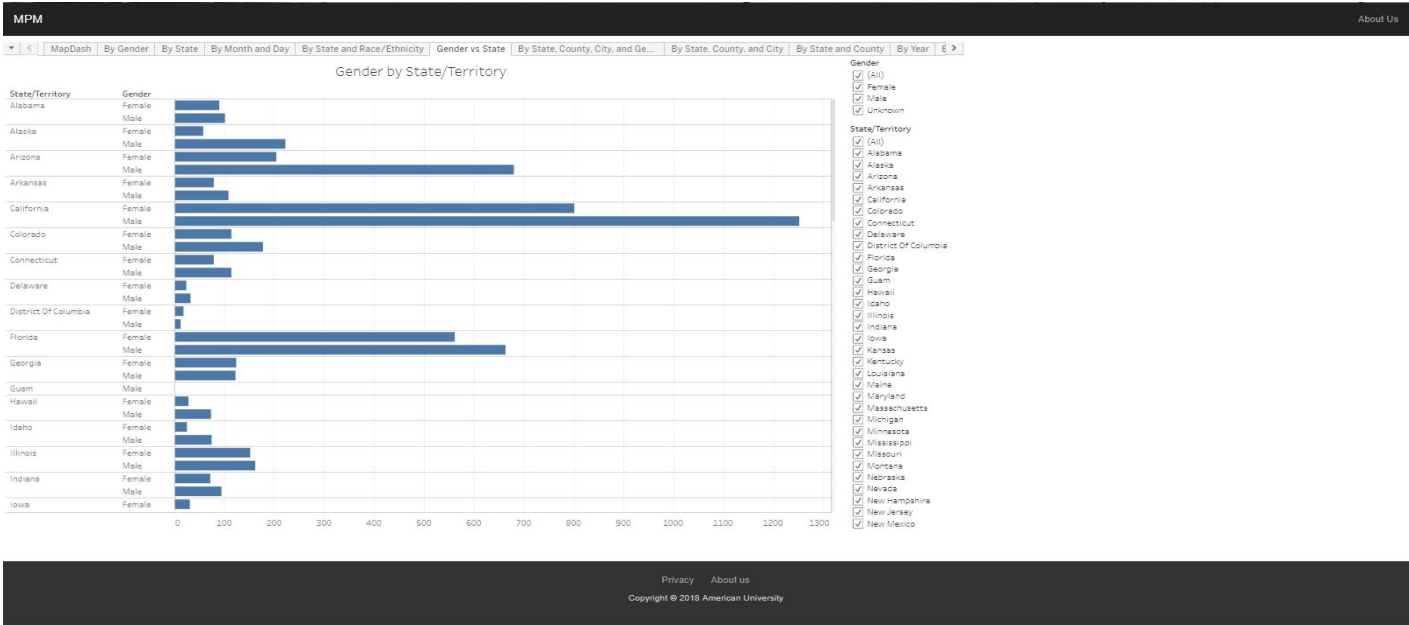 MPM
About Us
MapDash
By Gender
By State
By Month and Day
By State and Race/Ethnicity
Gender vs State
By State, County, City, and Ge...
By State, County, and City
By State and County
By Year
Gender by State/Territory
State/Territory Gender
Alabama Female
Male
Alaska Female
Male
Arizona Female
Male
Arkansas Female
Male
California Female
Male
Colorado Female
Male
Connecticut Female
Male
Delaware Female
Male
District Of Columbia Female
Male
Florida Female
Male
Georgia Female
Male
Guam Male
Hawaii Female
Male
Idaho Female
Male
Illinois Female
Male
Indiana Female
Male
Iowa Female
0 100 200 300 400 500 600 700 800 900 1000 1100 1200 1300
Gender
(All)
Female
Male
Unknown
State/Territory
(All)
Alabama
Alaska
Arizona
Arkansas
California
Colorado
Connecticut
Delaware
District Of Columbia
Florida
Georgia
Guam
Hawaii
Idaho
Illinois
Indiana
Iowa
Kansas
Kentucky
Louisiana
Maine
Maryland
Massachusetts
Michigan
Minnesota
Mississippi
Missouri
Montana
Nebraska
Nevada
New Hampshire
New Jersey
New Mexico
Privacy About us
Copyright © 2018 American University